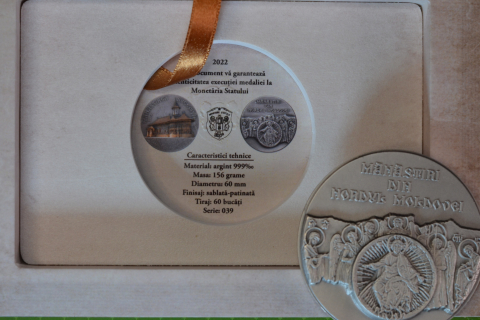 2022
document vă garantează
autenticitatea execuției medaliei la
Monetăria Statului
Caracteristici tehnice
Material: argint 999‰
Masa: 156 grame
Diametru: 60 mm
Finisaj: sablată-patinată
Tiraj: 60 bucăți
Serie: 039
MĂNĂSTIRI
DIN
NORDUL MOLDOVEI